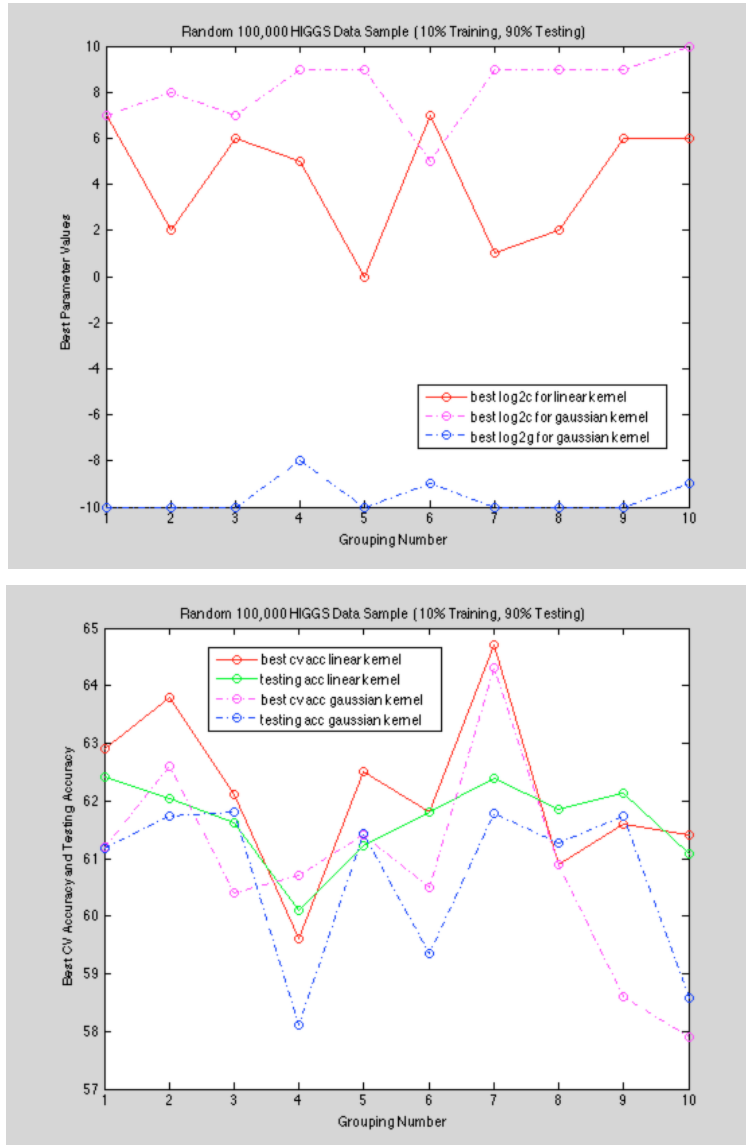 Random 100,000 HIGGS Data Sample (10% Training, 90% Testing)
10
8
6
4
2
0
-2
-4
-6
-8
-10
Best Parameter Values
best log2c for linear kernel
best log2c for gaussian kernel
best log2g for gaussian kernel
1 2 3 4 5 6 7 8 9 10
Grouping Number
Random 100,000 HIGGS Data Sample (10% Training, 90% Testing)
65
64
63
62
61
60
59
58
57
Best CV Accuracy and Testing Accuracy
best cv acc linear kernel
testing acc linear kernel
best cv acc gaussian kernel
testing acc gaussian kernel
1 2 3 4 5 6 7 8 9 10
Grouping Number